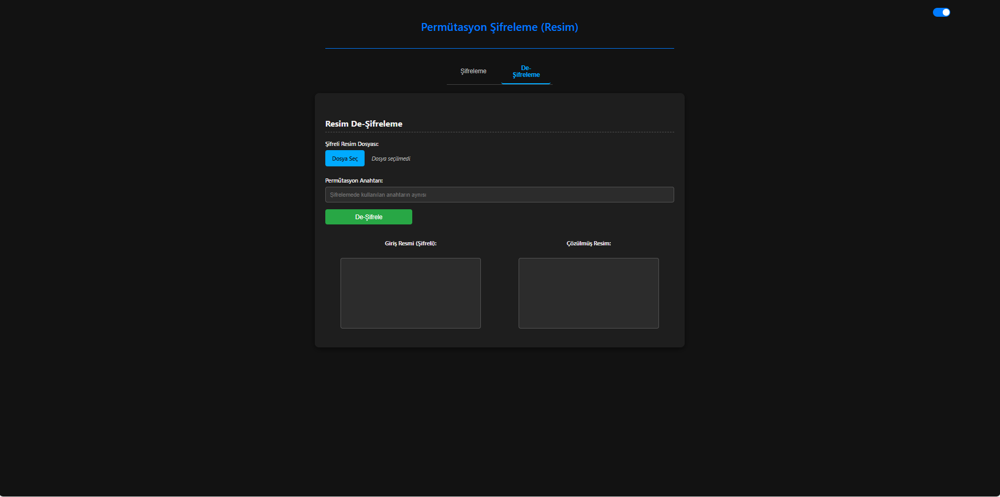 Permütasyon Şifreleme (Resim)
Şifreleme
De-
Şifreleme
Resim De-Şifreleme
Şifreli Resim Dosyası:
Dosya Seç
Dosya seçilmedi
Permütasyon Anahtarı:
Şifrelemede kullanılan anahtarın aynısı
De-Şifrele
Giriş Resmi (Şifreli):
Çözülmüş Resim: